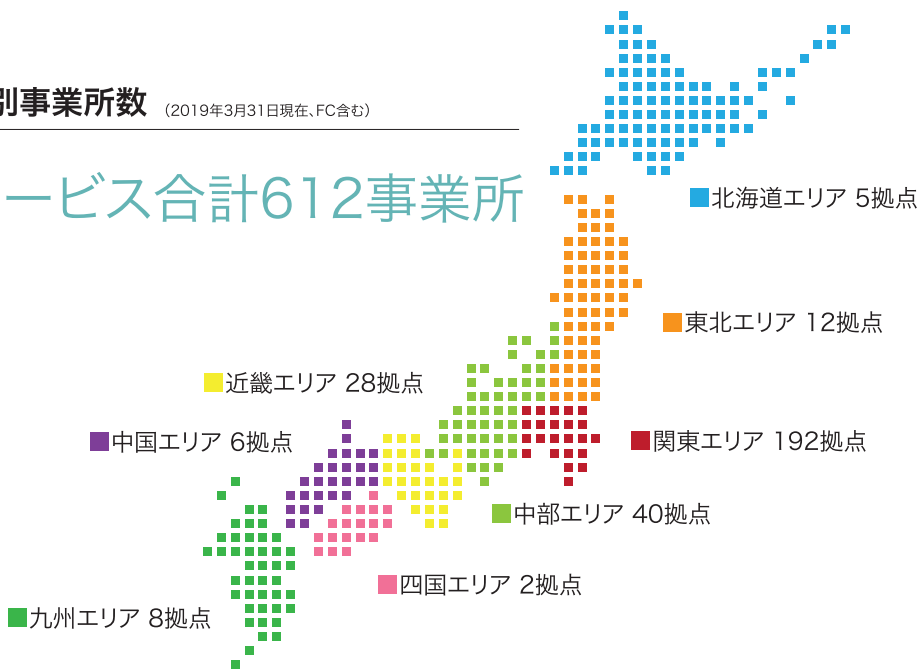 別事業所数 (2019年3月31日現在、FC含む)
ービス合計612事業所
北海道エリア 5拠点
東北エリア 12拠点
近畿エリア 28拠点
中国エリア 6拠点
関東エリア 192拠点
中部エリア 40拠点
四国エリア 2拠点
九州エリア 8拠点